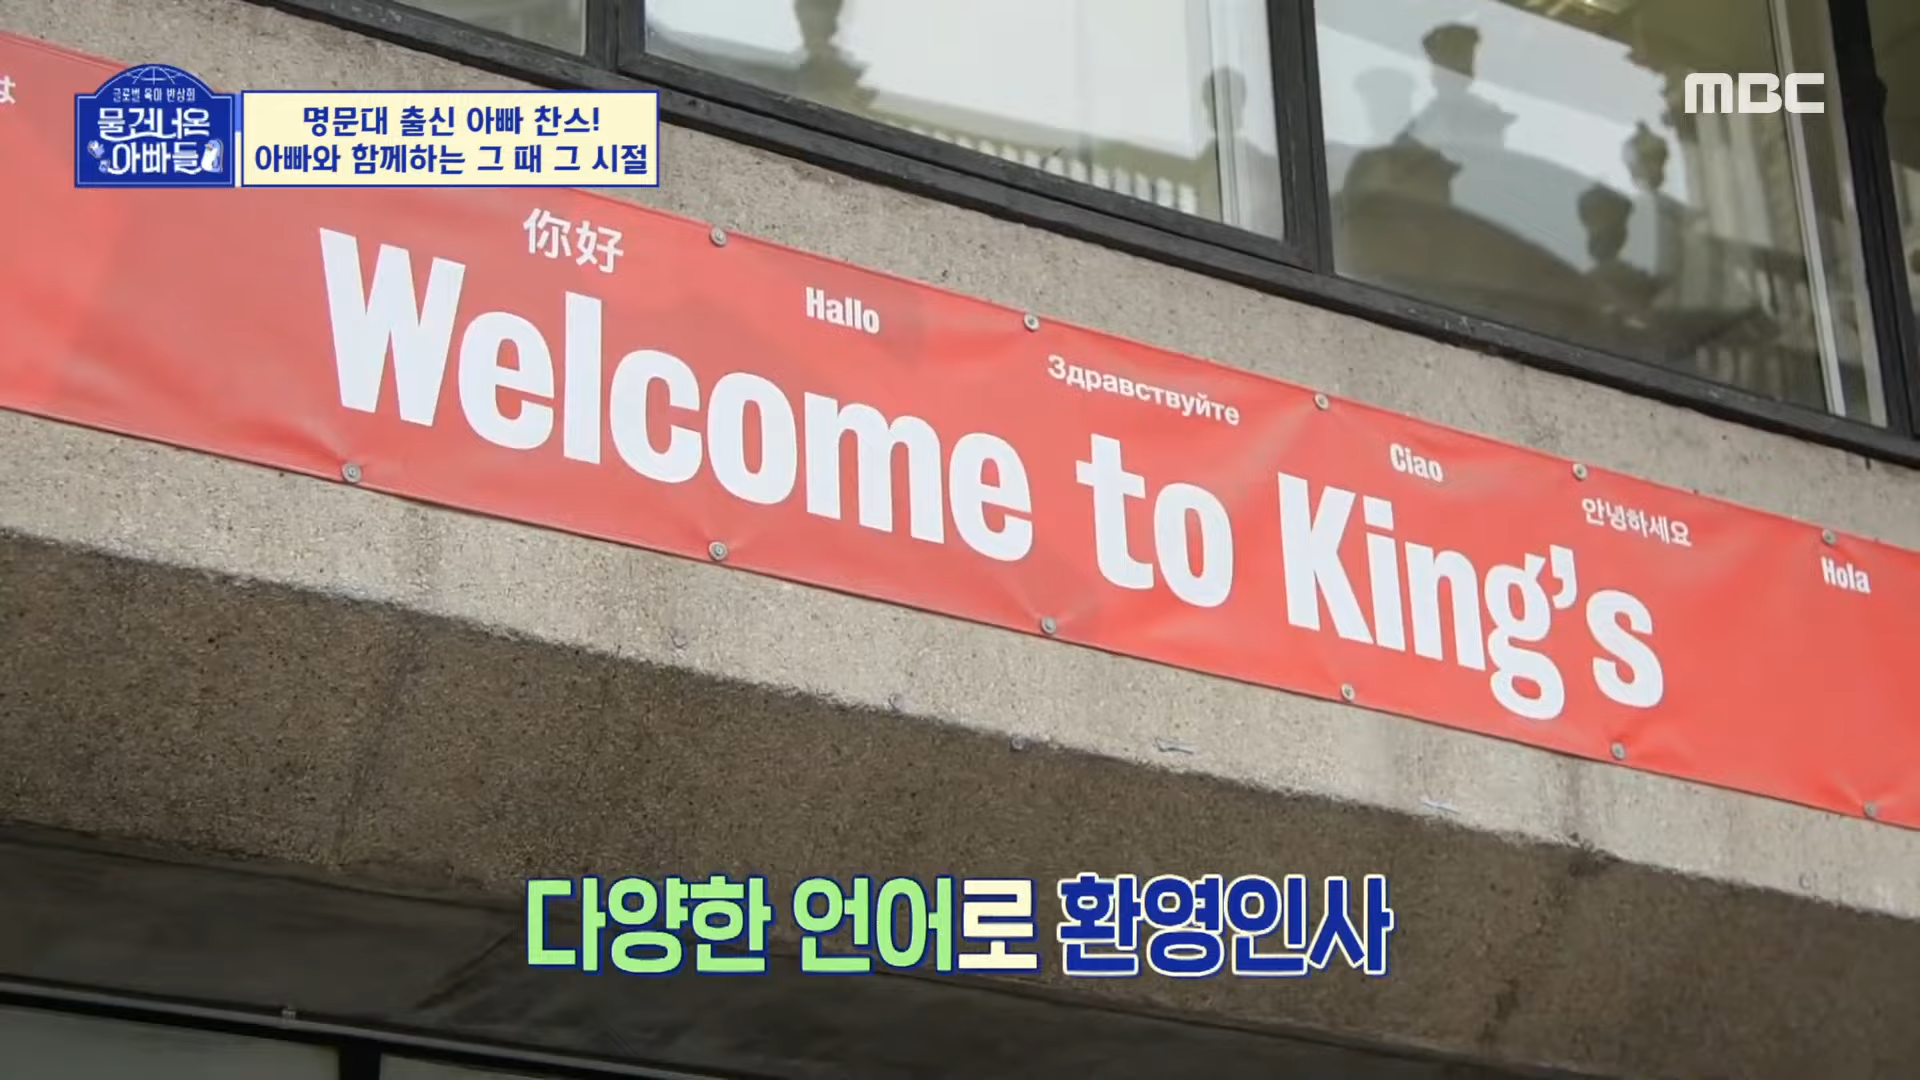 글로벌 육아 반상회
물건너온
아빠들
명문대 출신 아빠 찬스!
아빠와 함께하는 그 때 그 시절
MBC
你好
Hallo
Здравствуйте
Ciao
안녕하세요
Hola
Welcome to King's
다양한 언어로 환영인사